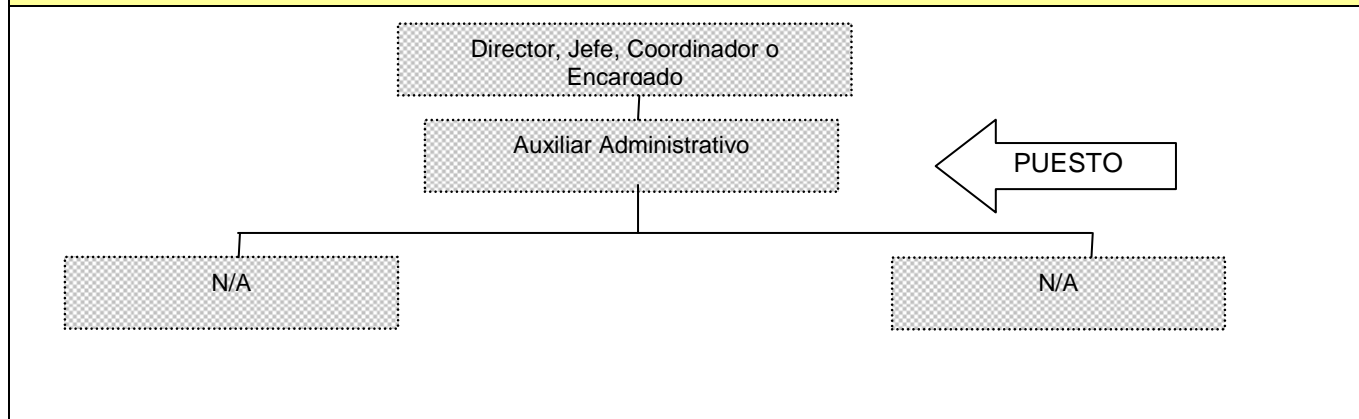 Director, Jefe, Coordinador o
Encargado
Auxiliar Administrativo
PUESTO
N/A
N/A